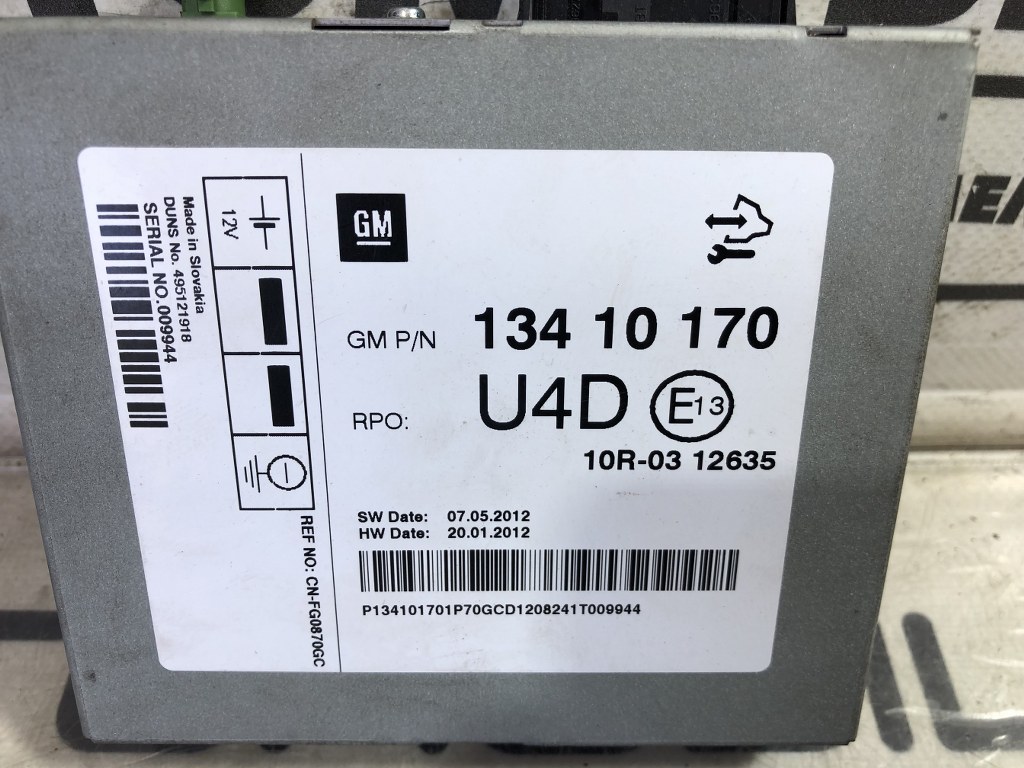 GM
GM P/N 134 10 170
RPO: U4D E13
10R-03 12635
SW Date: 07.05.2012
HW Date: 20.01.2012
P134101701P70GCD1208241T009944
12V
Made in Slovakia
DUNS No. 495121918
SERIAL NO.009944
REF NO: CN-FG0870GC